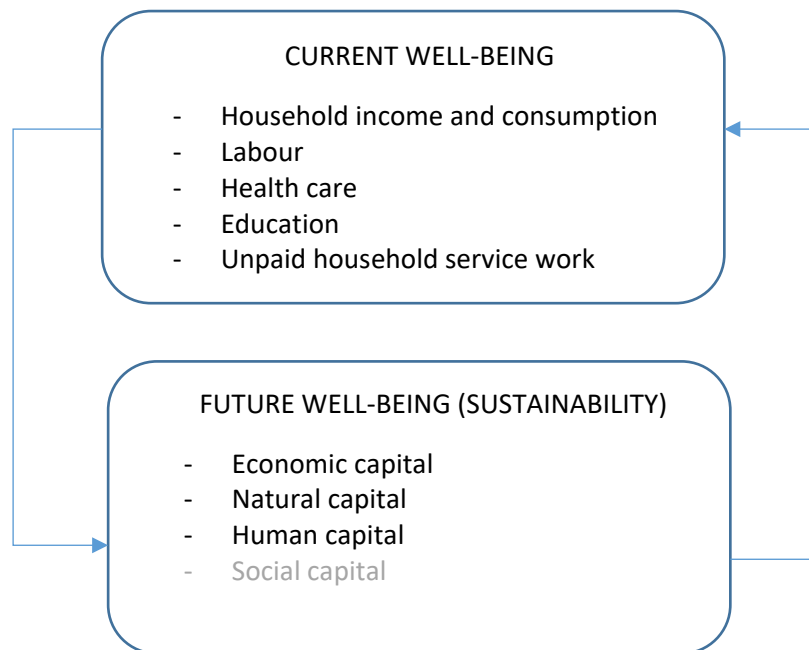 CURRENT WELL-BEING
- Household income and consumption
- Labour
- Health care
- Education
- Unpaid household service work
FUTURE WELL-BEING (SUSTAINABILITY)
- Economic capital
- Natural capital
- Human capital
- Social capital